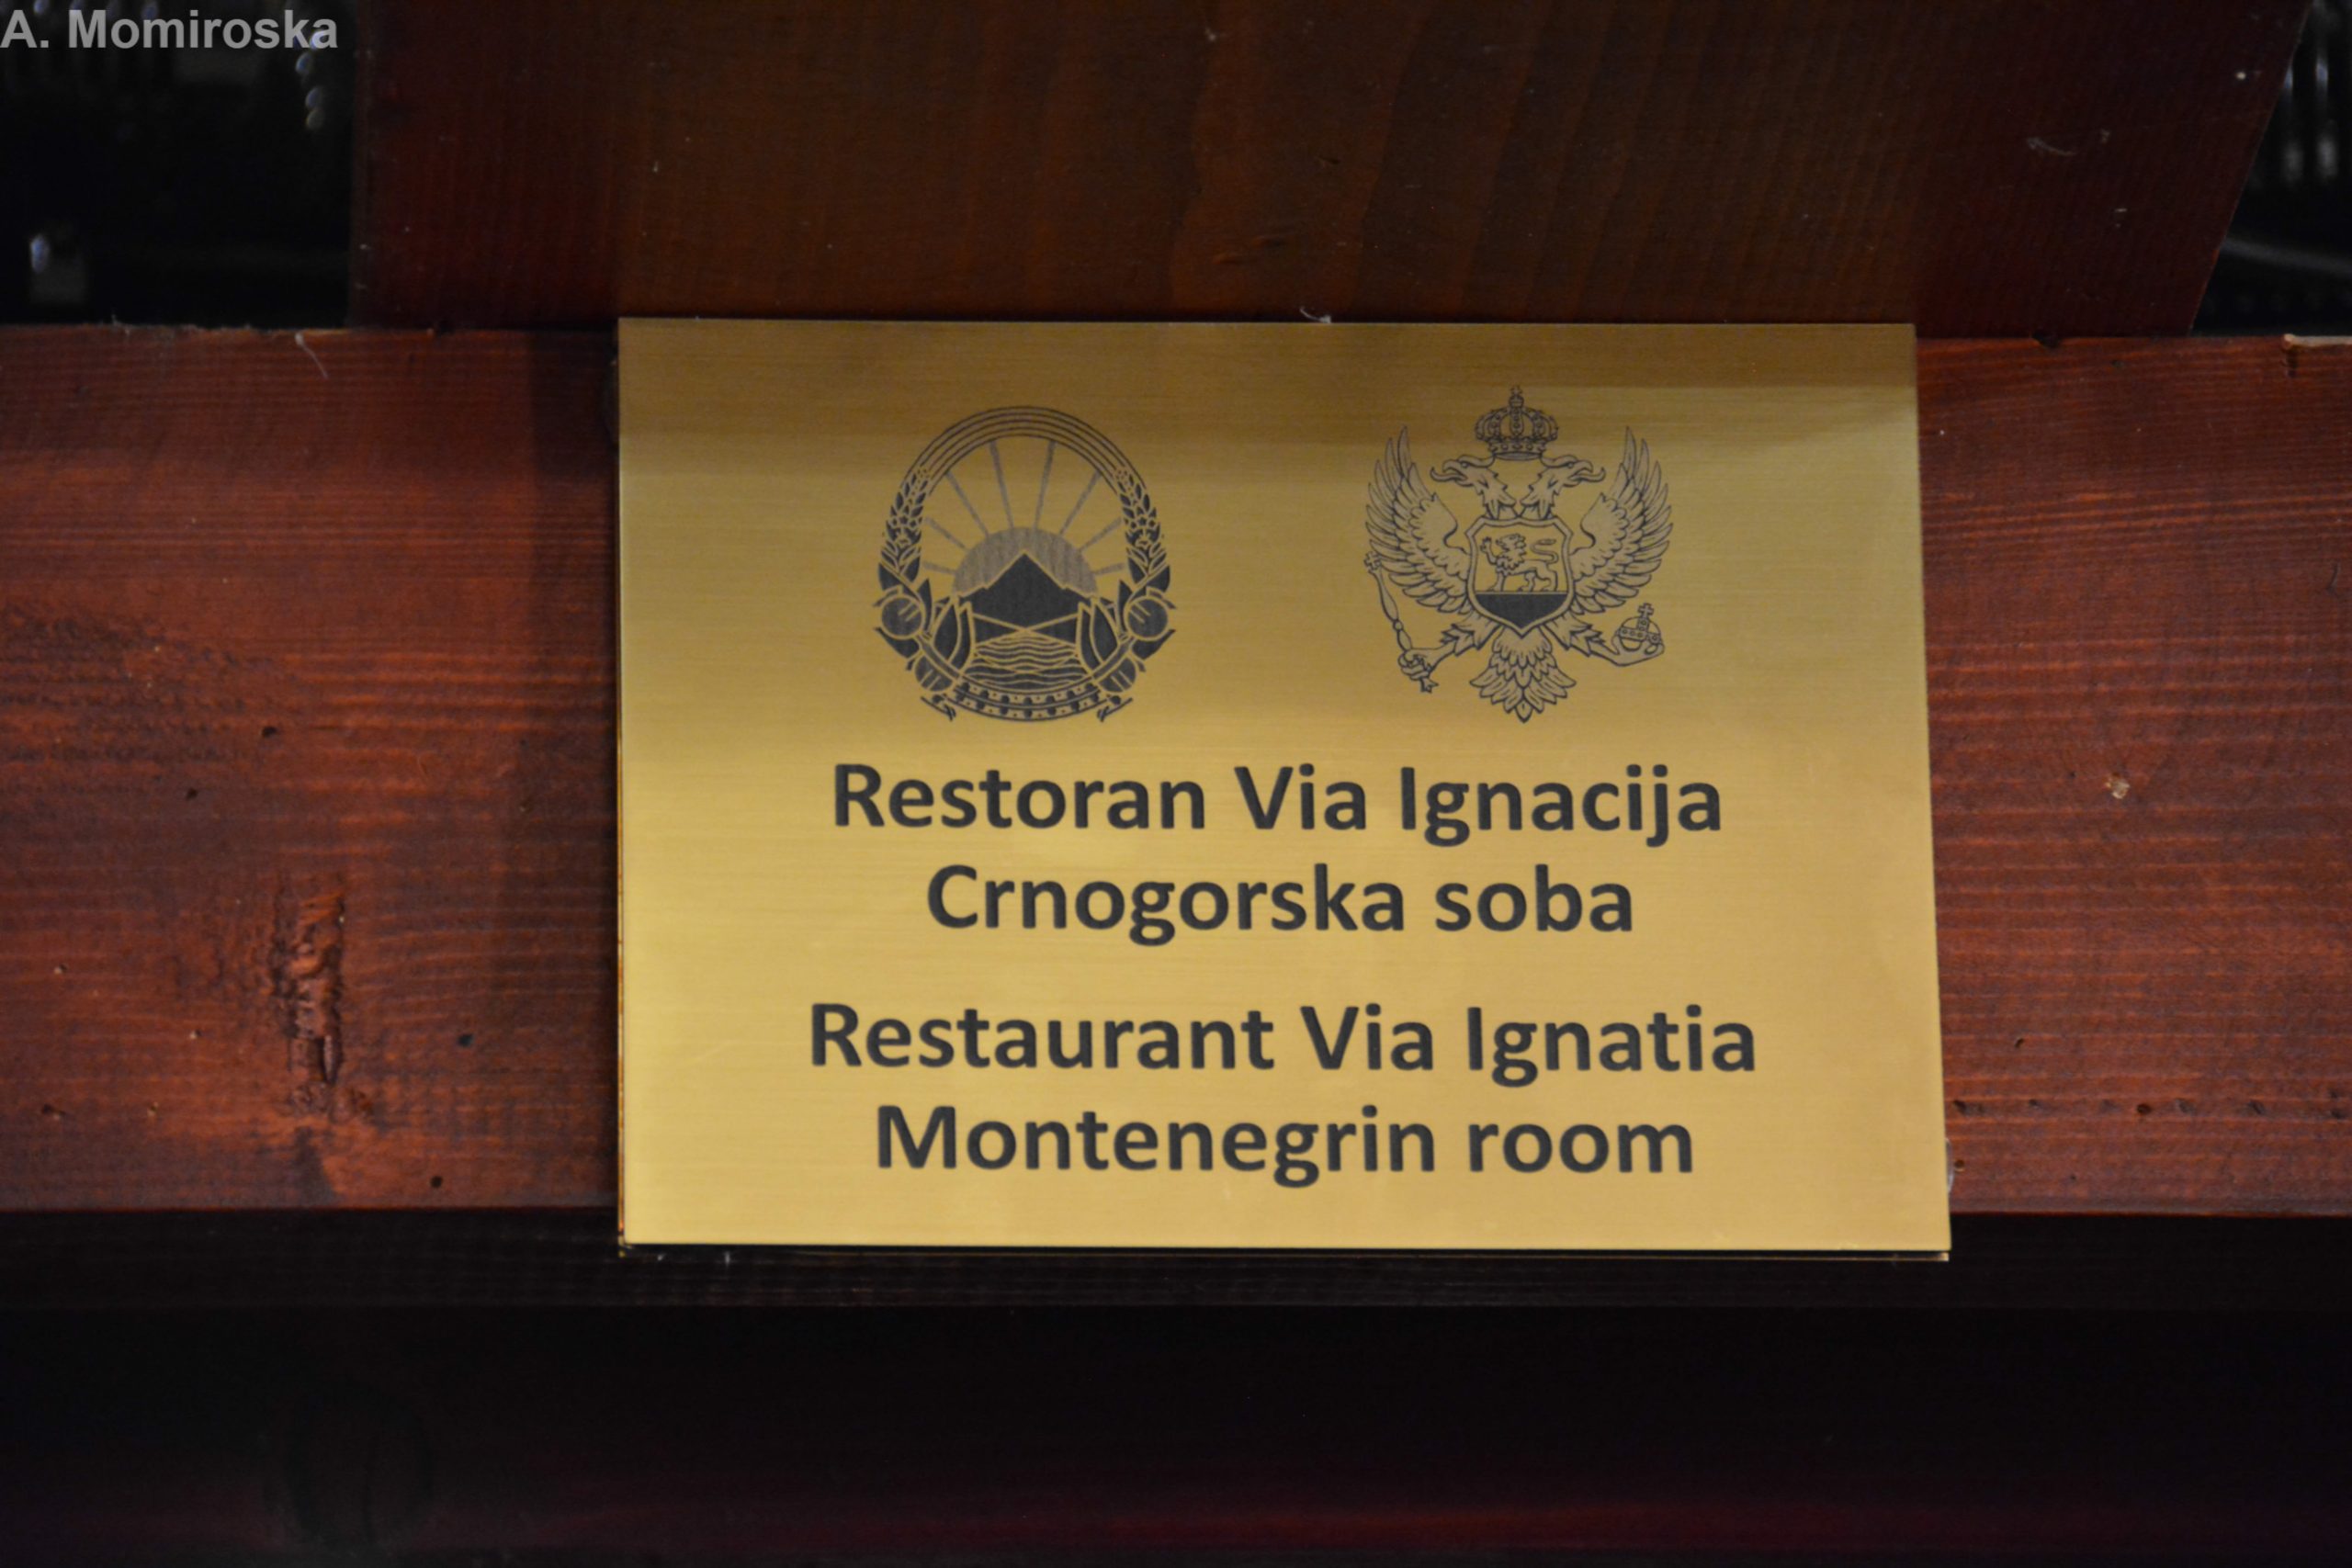 A. Momiroska
Restoran Via Ignacija
Crnogorska soba
Restaurant Via Ignatia
Montenegrin room